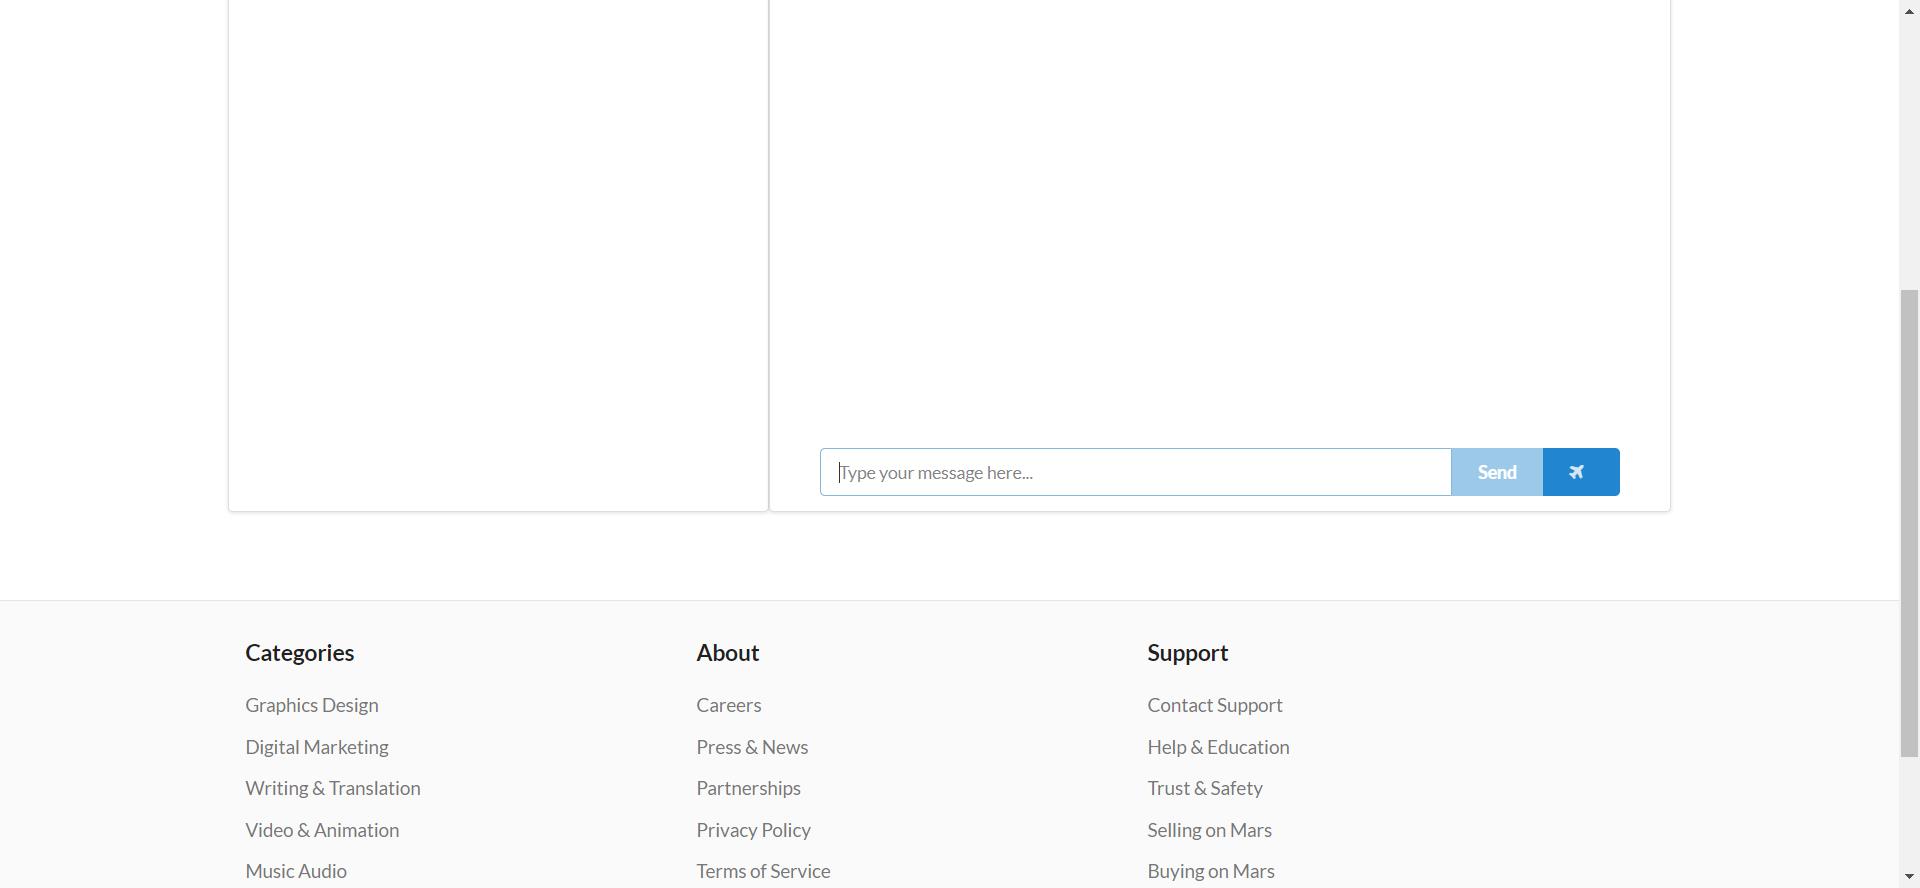 Type your message here...
Send
Categories
Graphics Design
Digital Marketing
Writing & Translation
Video & Animation
Music Audio
About
Careers
Press & News
Partnerships
Privacy Policy
Terms of Service
Support
Contact Support
Help & Education
Trust & Safety
Selling on Mars
Buying on Mars